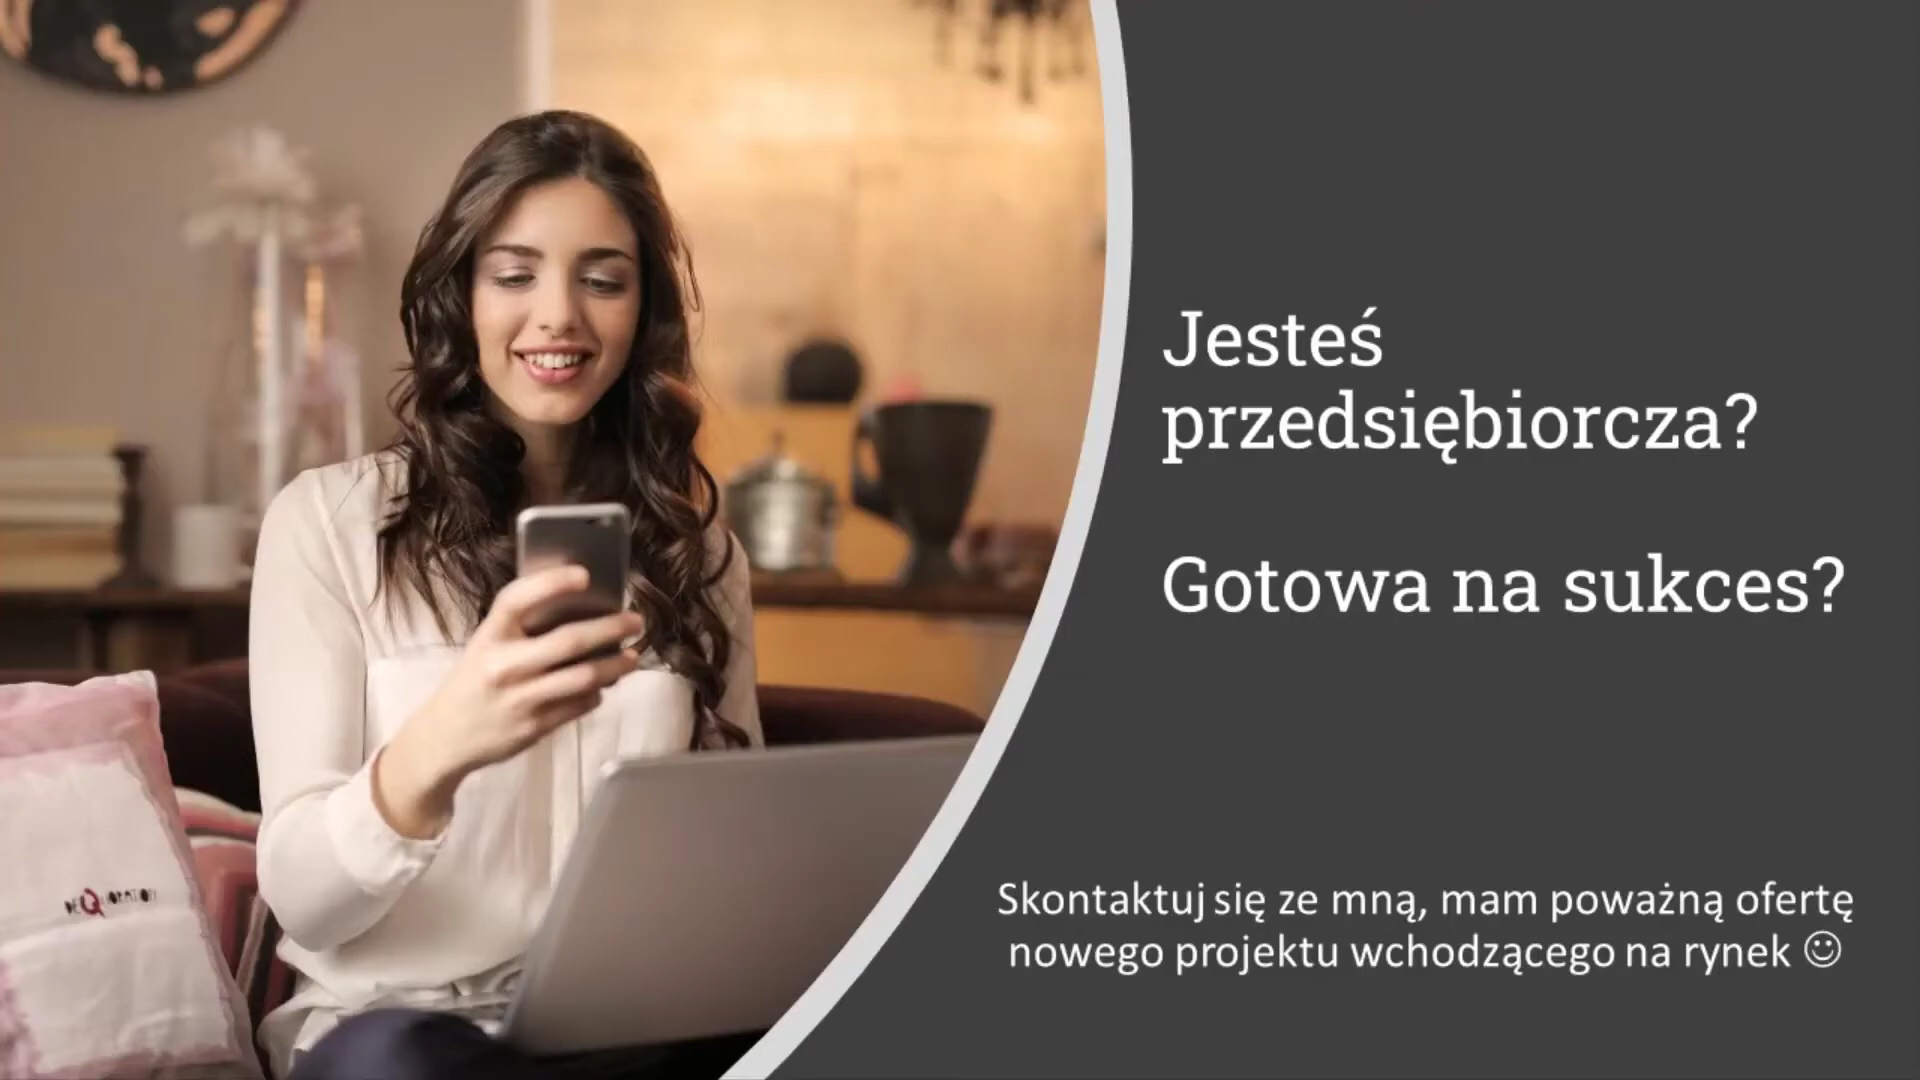 Jesteś
przedsiębiorcza?
Gotowa na sukces?
Skontaktuj się ze mną, mam poważną ofertę
nowego projektu wchodzącego na rynek ☺